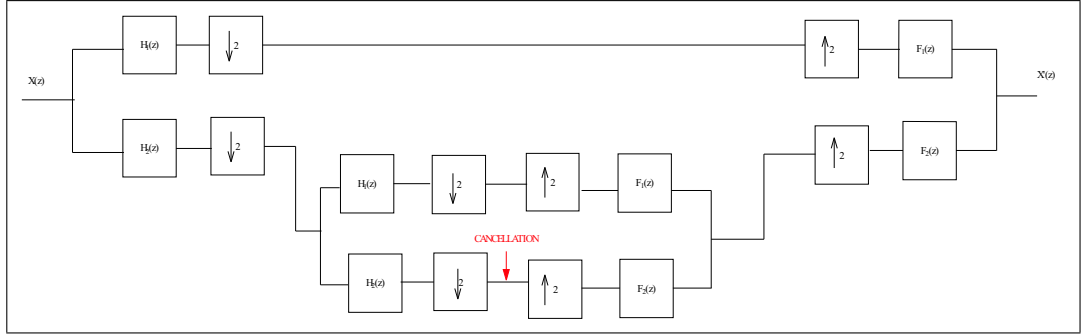 H₁(z) 2 2 F₁(z)
X(z) X'(z)
H₂(z) 2 2 F₂(z)
H₁(z) 2 2 F₁(z)
CANCELLATION
H₂(z) 2 2 F₂(z)